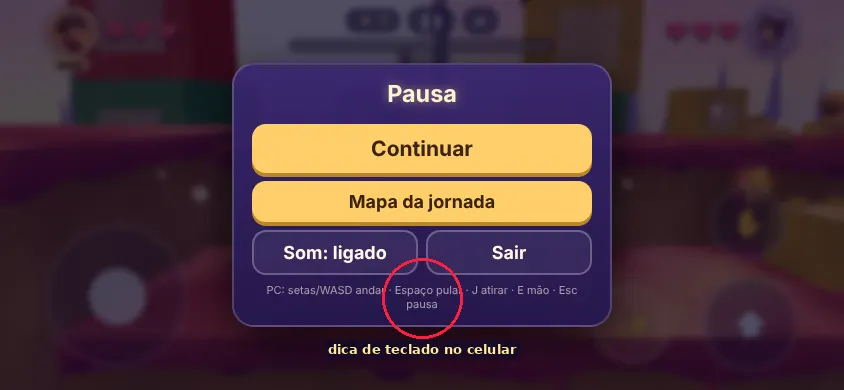 Pausa
Continuar
Mapa da jornada
Som: ligado
Sair
PC: setas/WASD andar · Espaço pular · J atirar · E mão · Esc
pausa
dica de teclado no celular